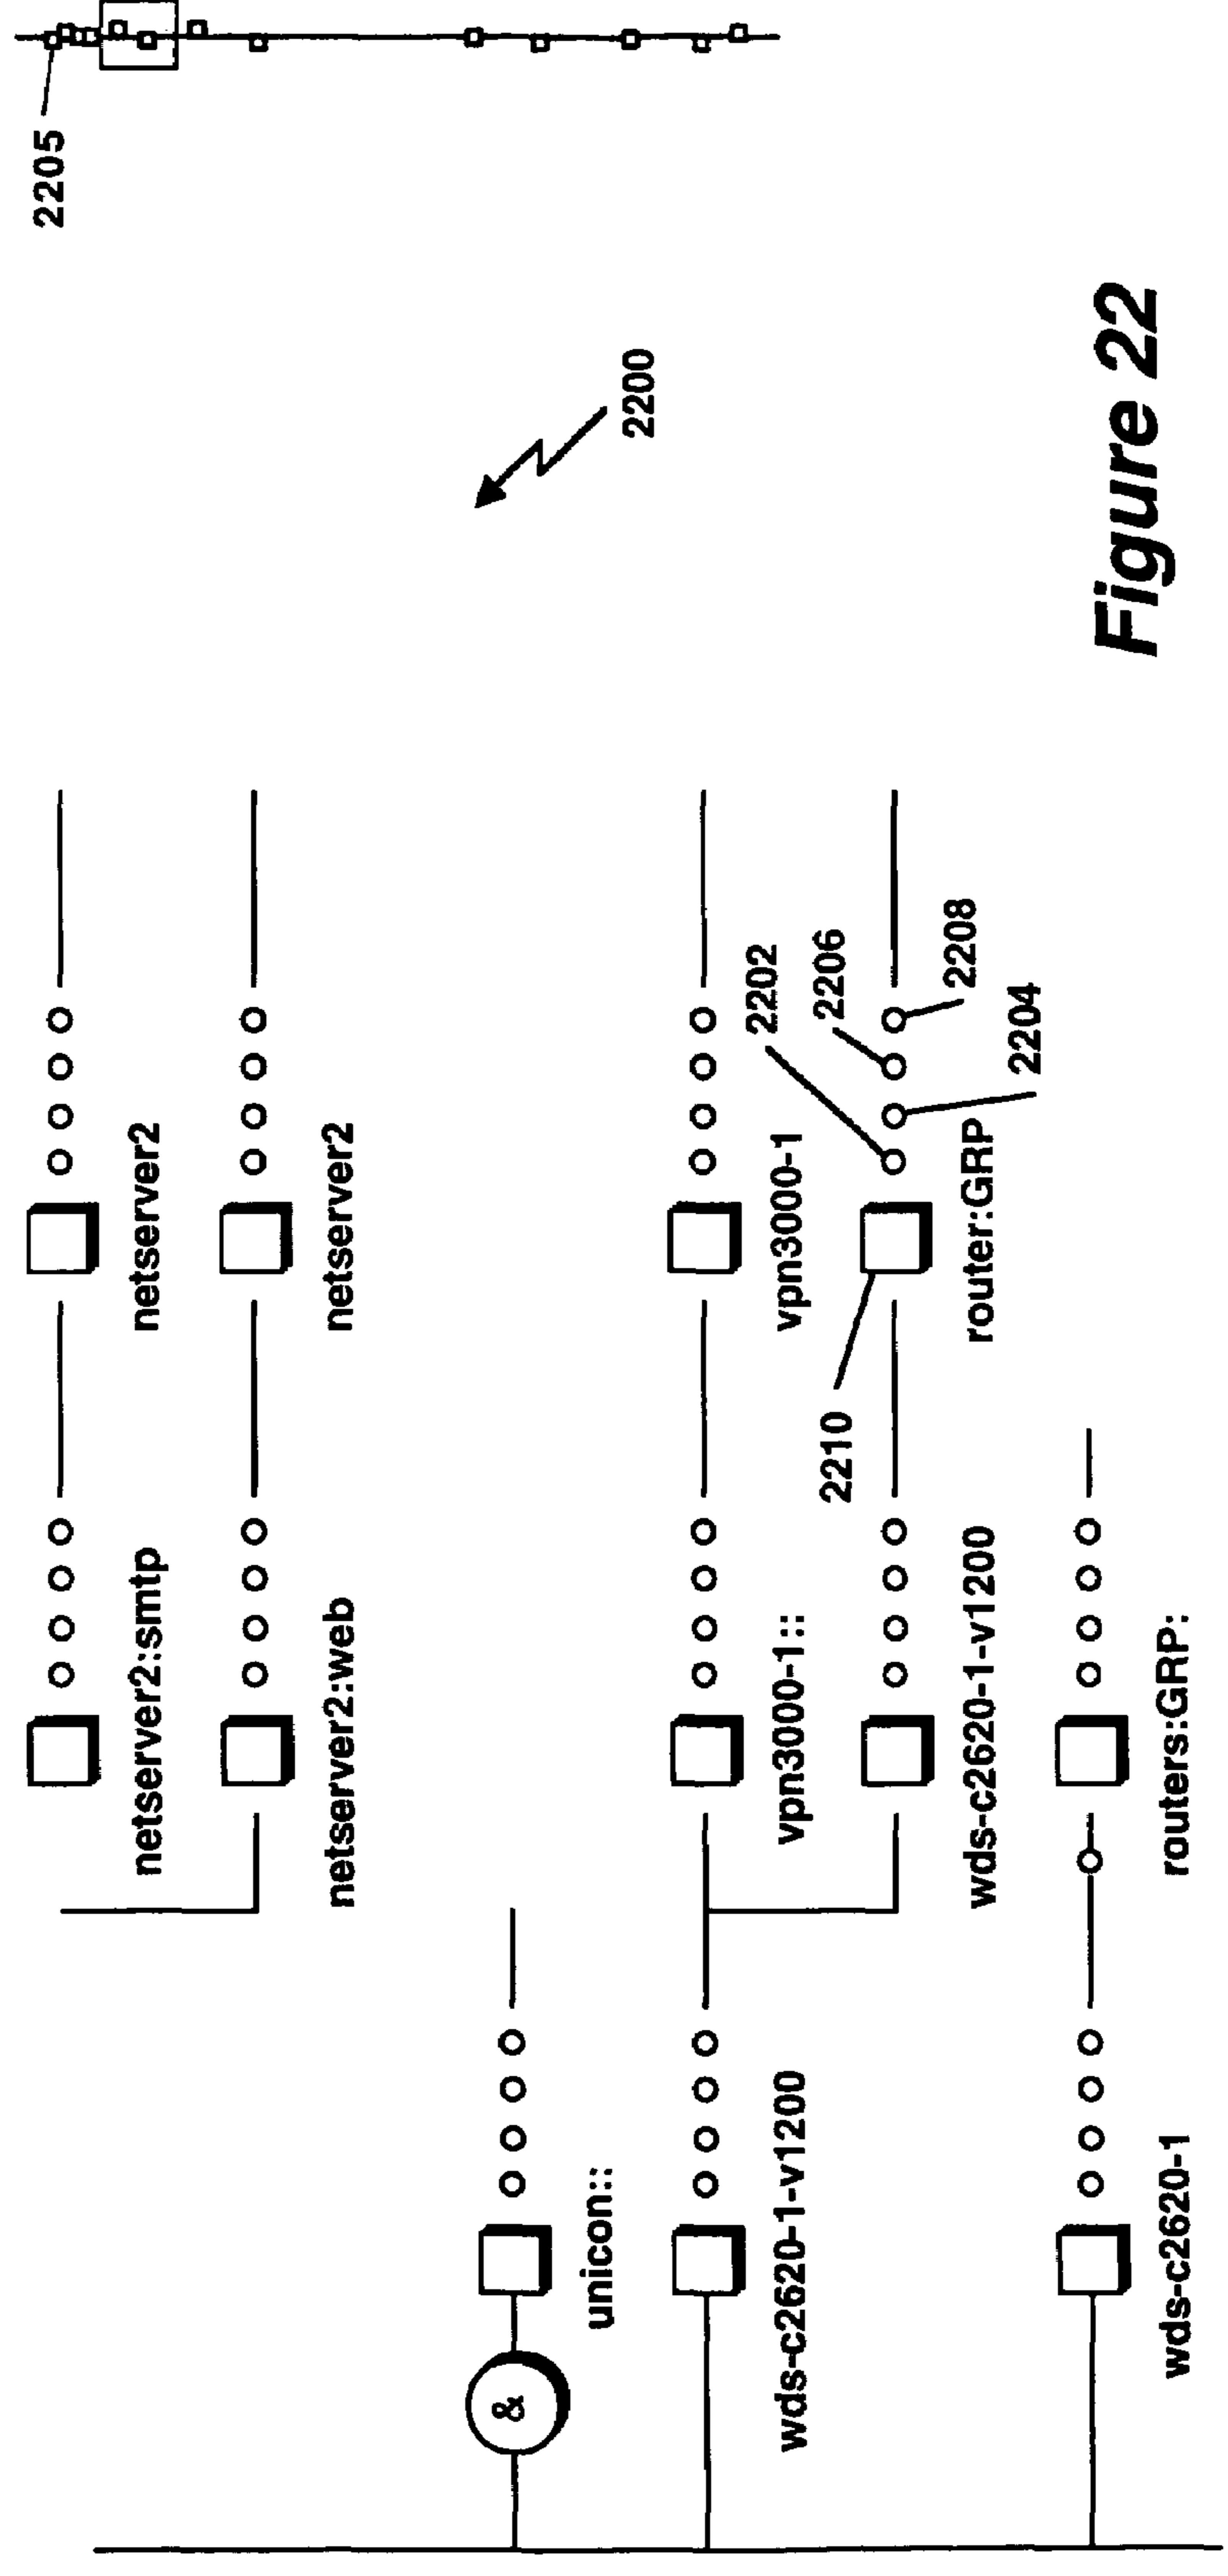 2205
netserver2:smtp
netserver2
netserver2:web
netserver2
2200
&
unicon::
wds-c2620-1-v1200
vpn3000-1::
vpn3000-1
2202
2206
2210
2208
2204
wds-c2620-1-v1200
router:GRP
wds-c2620-1
routers:GRP:
Figure 22